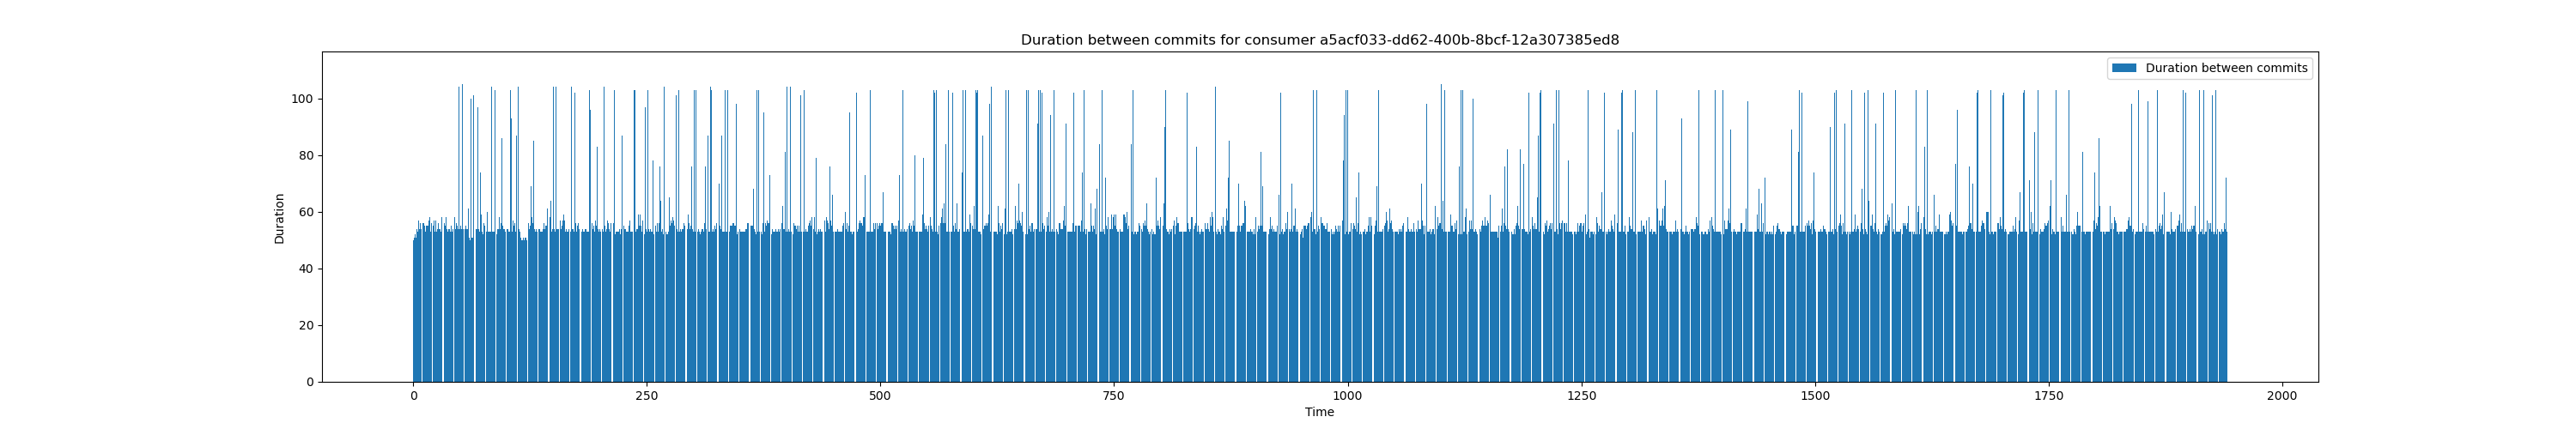 Duration between commits for consumer a5acf033-dd62-400b-8bcf-12a307385ed8
Duration between commits
100
80
60
40
20
0
Duration
0 250 500 750 1000 1250 1500 1750 2000
Time